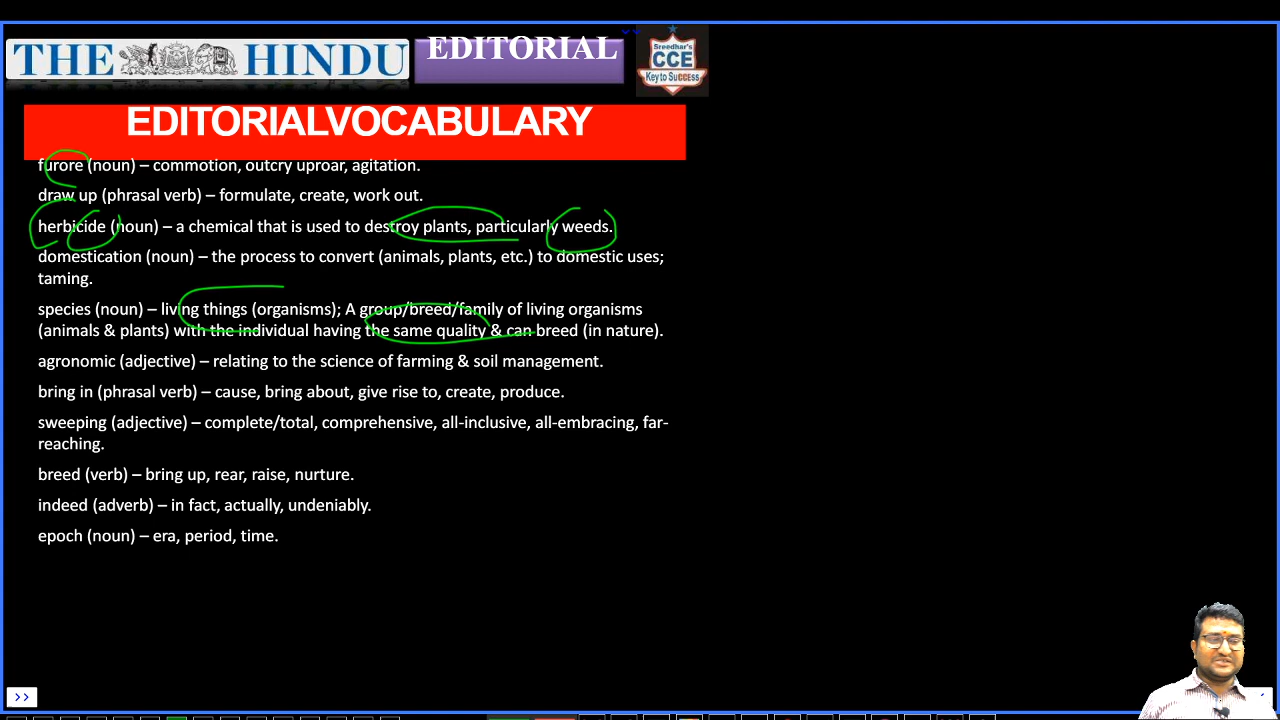 THE HINDU
EDITORIAL
Sreedhar's
CCE
Key to Success
EDITORIALVOCABULARY
furore (noun) – commotion, outcry uproar, agitation.
draw up (phrasal verb) – formulate, create, work out.
herbicide (noun) – a chemical that is used to destroy plants, particularly weeds.
domestication (noun) – the process to convert (animals, plants, etc.) to domestic uses;
taming.
species (noun) – living things (organisms); A group/breed/family of living organisms
(animals & plants) with the individual having the same quality & can breed (in nature).
agronomic (adjective) – relating to the science of farming & soil management.
bring in (phrasal verb) – cause, bring about, give rise to, create, produce.
sweeping (adjective) – complete/total, comprehensive, all-inclusive, all-embracing, far-
reaching.
breed (verb) – bring up, rear, raise, nurture.
indeed (adverb) – in fact, actually, undeniably.
epoch (noun) – era, period, time.
>>